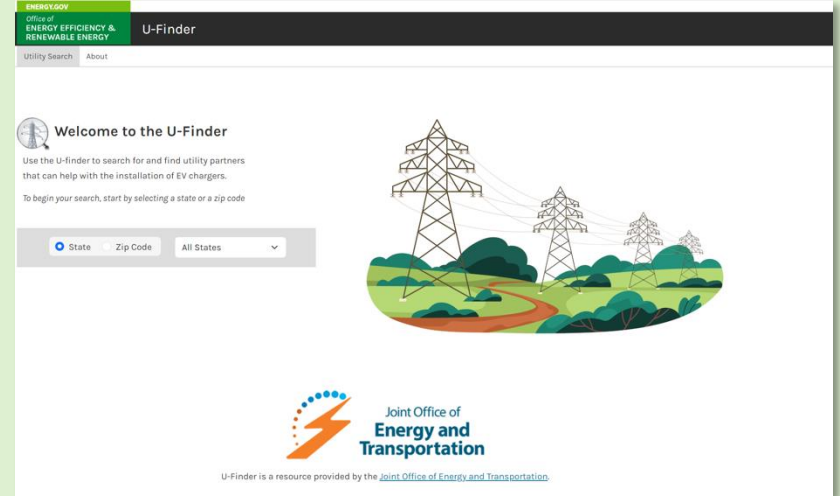 ENERGY.GOV
Office of
ENERGY EFFICIENCY &
RENEWABLE ENERGY
U-Finder
Utility Search About
Welcome to the U-Finder
Use the U-finder to search for and find utility partners
that can help with the installation of EV chargers.
To begin your search, start by selecting a state or a zip code
State Zip Code All States
Joint Office of
Energy and
Transportation
U-Finder is a resource provided by the Joint Office of Energy and Transportation.